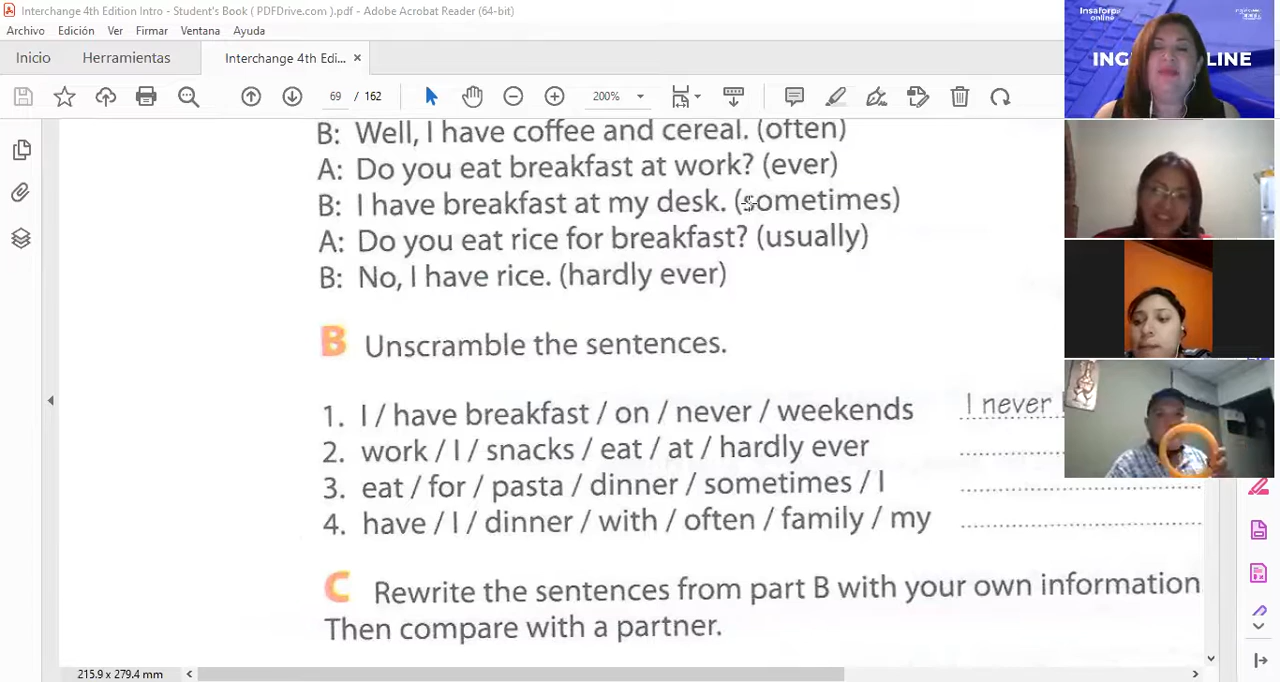 Interchange 4th Edition Intro - Student's Book ( PDFDrive.com ).pdf - Adobe Acrobat Reader (64-bit)
Archivo Edición Ver Firmar Ventana Ayuda
Inicio Herramientas Interchange 4th Edi... ×
69 / 162 200%
Insaforp
online
ING LINE
B: Well, I have coffee and cereal. (often)
A: Do you eat breakfast at work? (ever)
B: I have breakfast at my desk. (sometimes)
A: Do you eat rice for breakfast? (usually)
B: No, I have rice. (hardly ever)
B Unscramble the sentences.
1. I / have breakfast / on / never / weekends I never
2. work / I / snacks / eat / at / hardly ever
3. eat / for / pasta / dinner / sometimes / I
4. have / I / dinner / with / often / family / my
C Rewrite the sentences from part B with your own information
Then compare with a partner.
215.9 x 279.4 mm